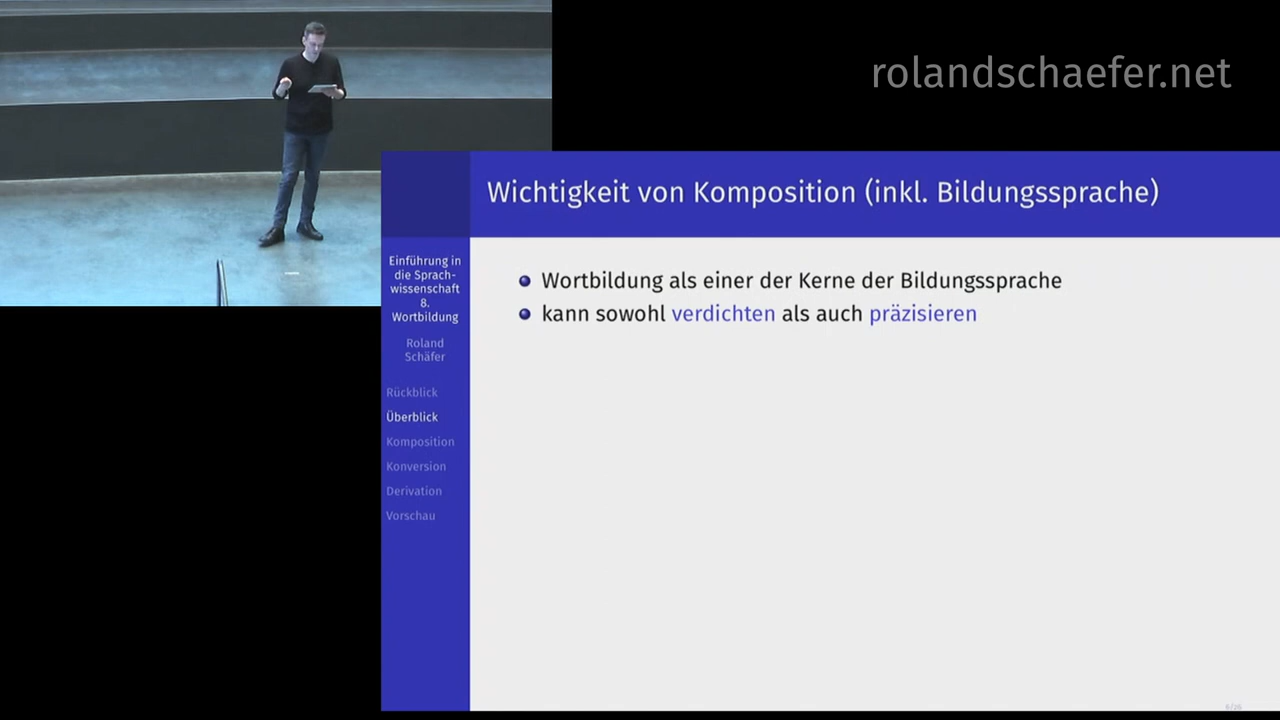 rolandschaefer.net
Wichtigkeit von Komposition (inkl. Bildungssprache)
Einführung in
die Sprach-
wissenschaft
8.
Wortbildung
Roland
Schäfer
Rückblick
Überblick
Komposition
Konversion
Derivation
Vorschau
Wortbildung als einer der Kerne der Bildungssprache
kann sowohl verdichten als auch präzisieren